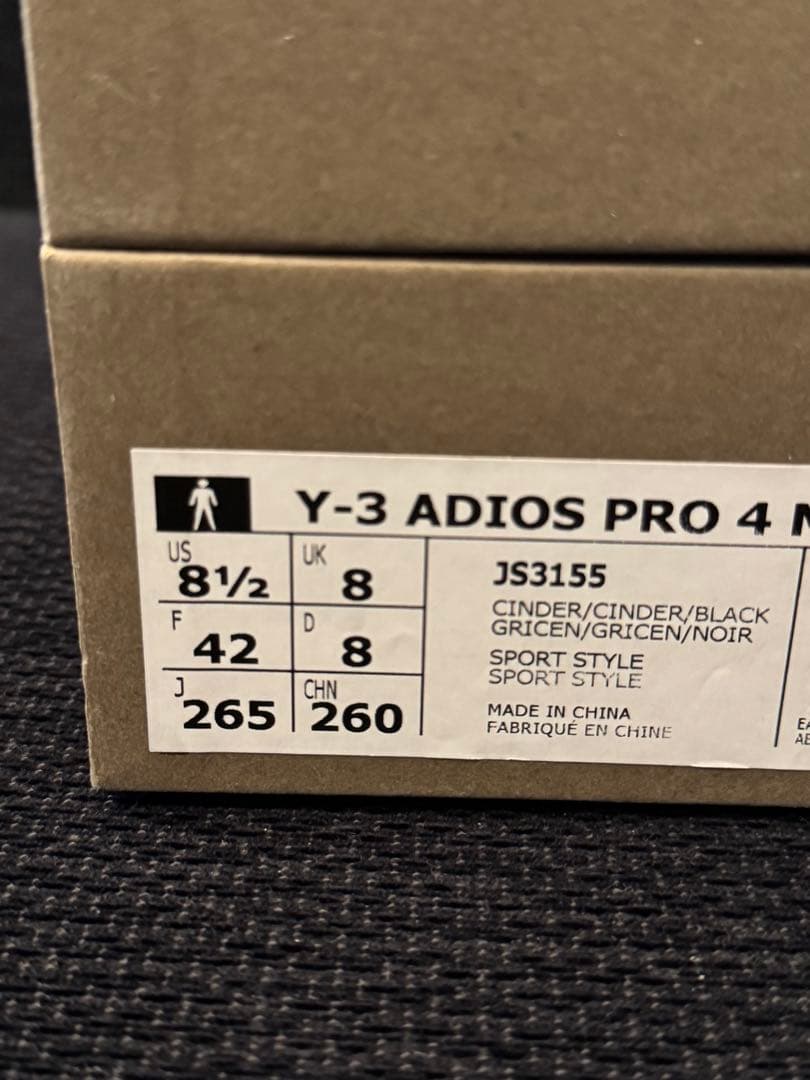 Y-3 ADIOS PRO 4
US 8½ UK 8
F 42 D 8
J 265 CHN 260
JS3155
CINDER/CINDER/BLACK
GRICEN/GRICEN/NOIR
SPORT STYLE
SPORT STYLE
MADE IN CHINA
FABRIQUÉ EN CHINE